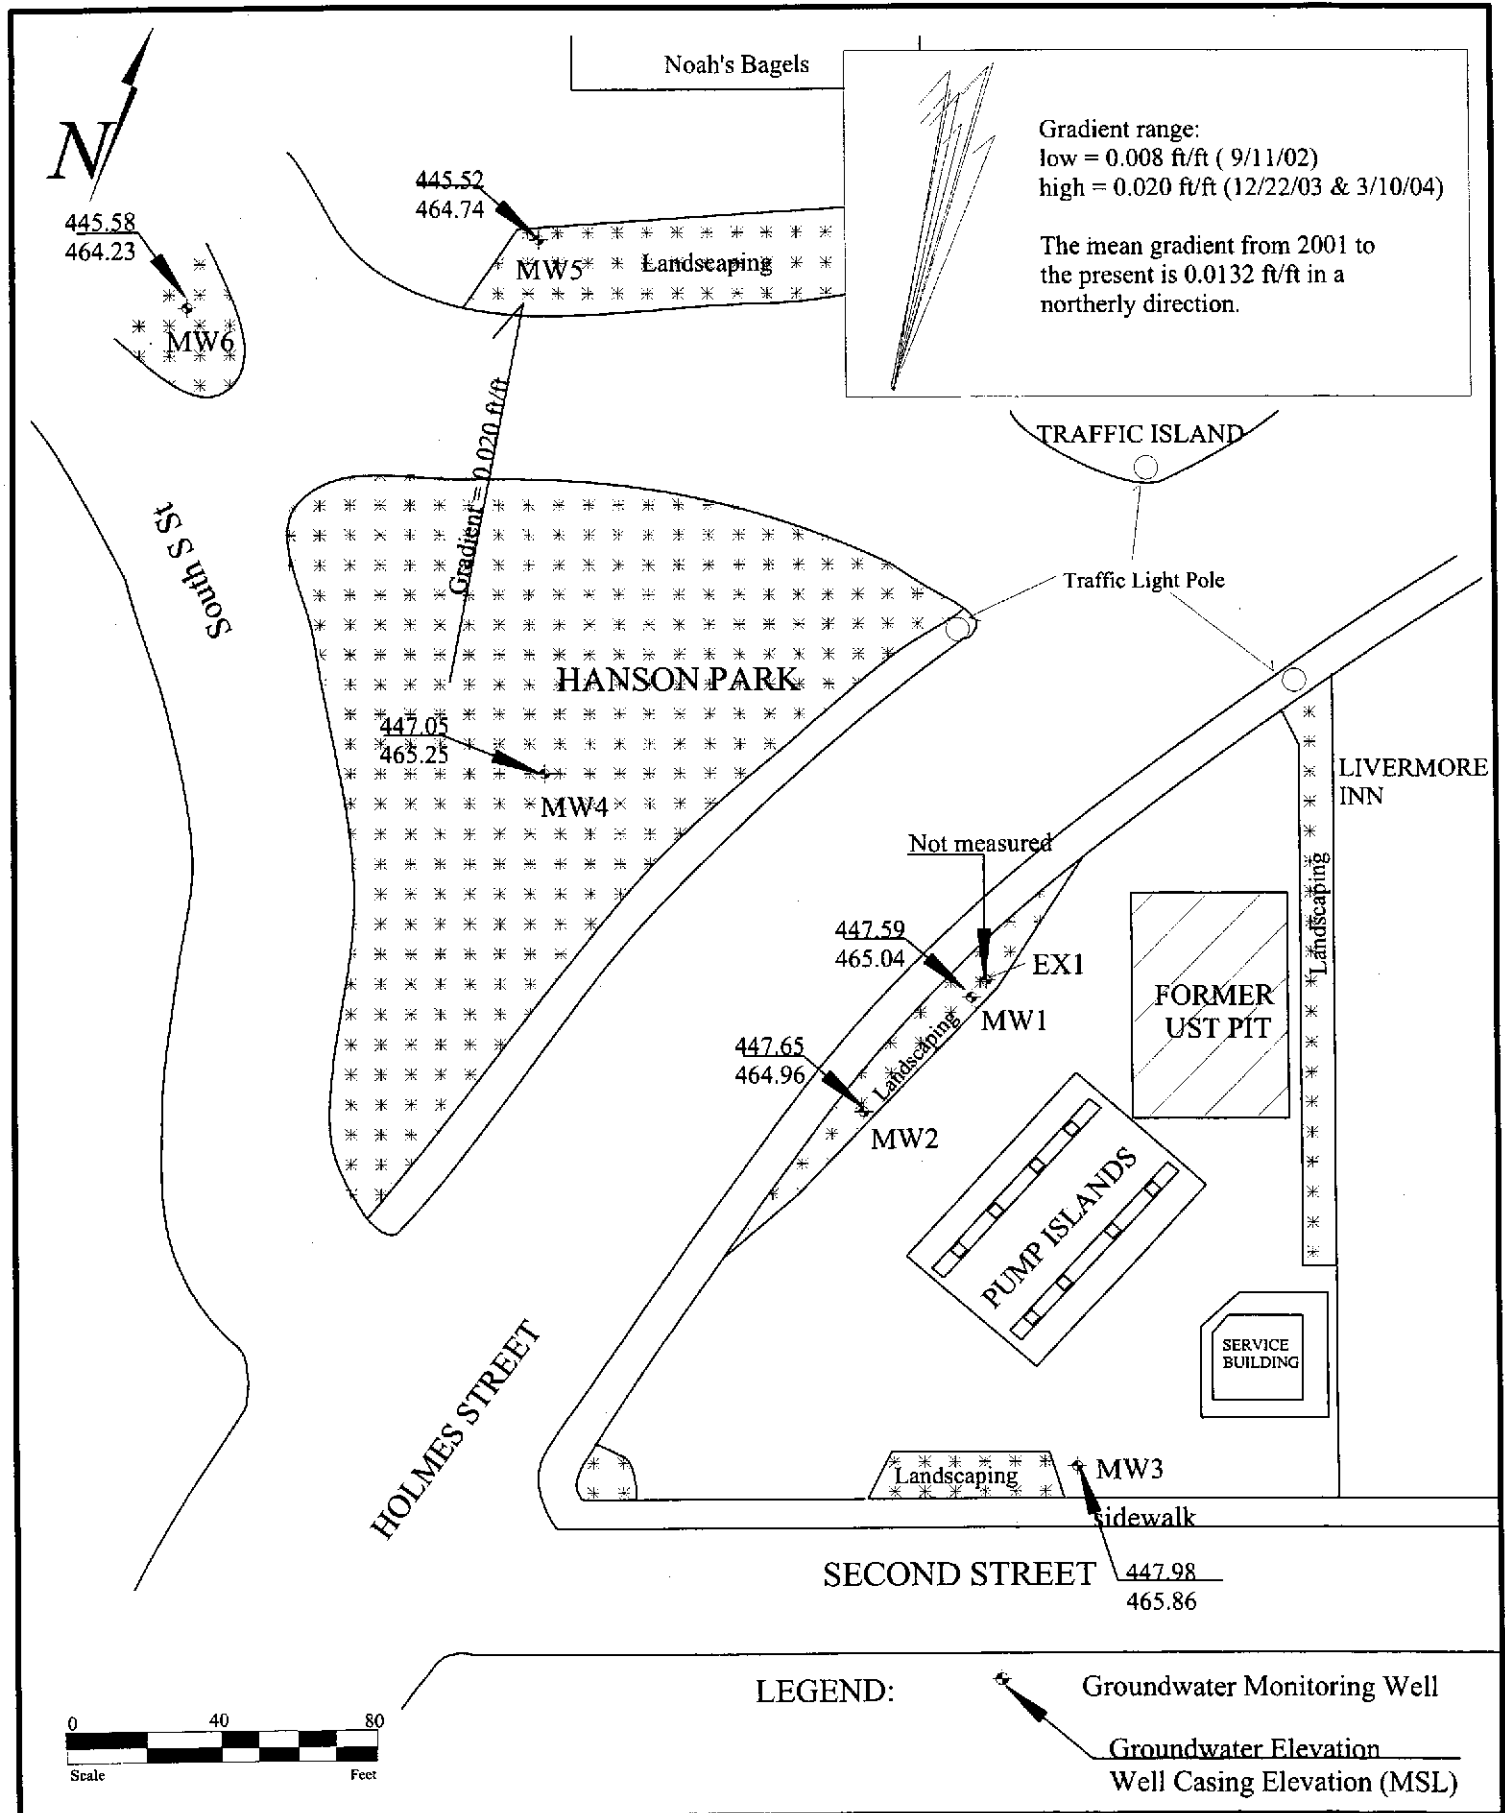 Noah's Bagels
N
Gradient range:
low = 0.008 ft/ft ( 9/11/02)
high = 0.020 ft/ft (12/22/03 & 3/10/04)
The mean gradient from 2001 to
the present is 0.0132 ft/ft in a
northerly direction.
445.52
464.74
445.58
464.23
MW5
Landscaping
MW6
Gradient = 0.020 ft/ft
TRAFFIC ISLAND
South S St
Traffic Light Pole
HANSON PARK
447.05
465.25
MW4
LIVERMORE
INN
Not measured
Landscaping
447.59
465.04
EX1
MW1
FORMER
UST PIT
447.65
464.96
Landscaping
MW2
PUMP ISLANDS
SERVICE
BUILDING
HOLMES STREET
Landscaping
MW3
sidewalk
SECOND STREET
447.98
465.86
LEGEND:
Groundwater Monitoring Well
Groundwater Elevation
Well Casing Elevation (MSL)
0 40 80
Scale Feet